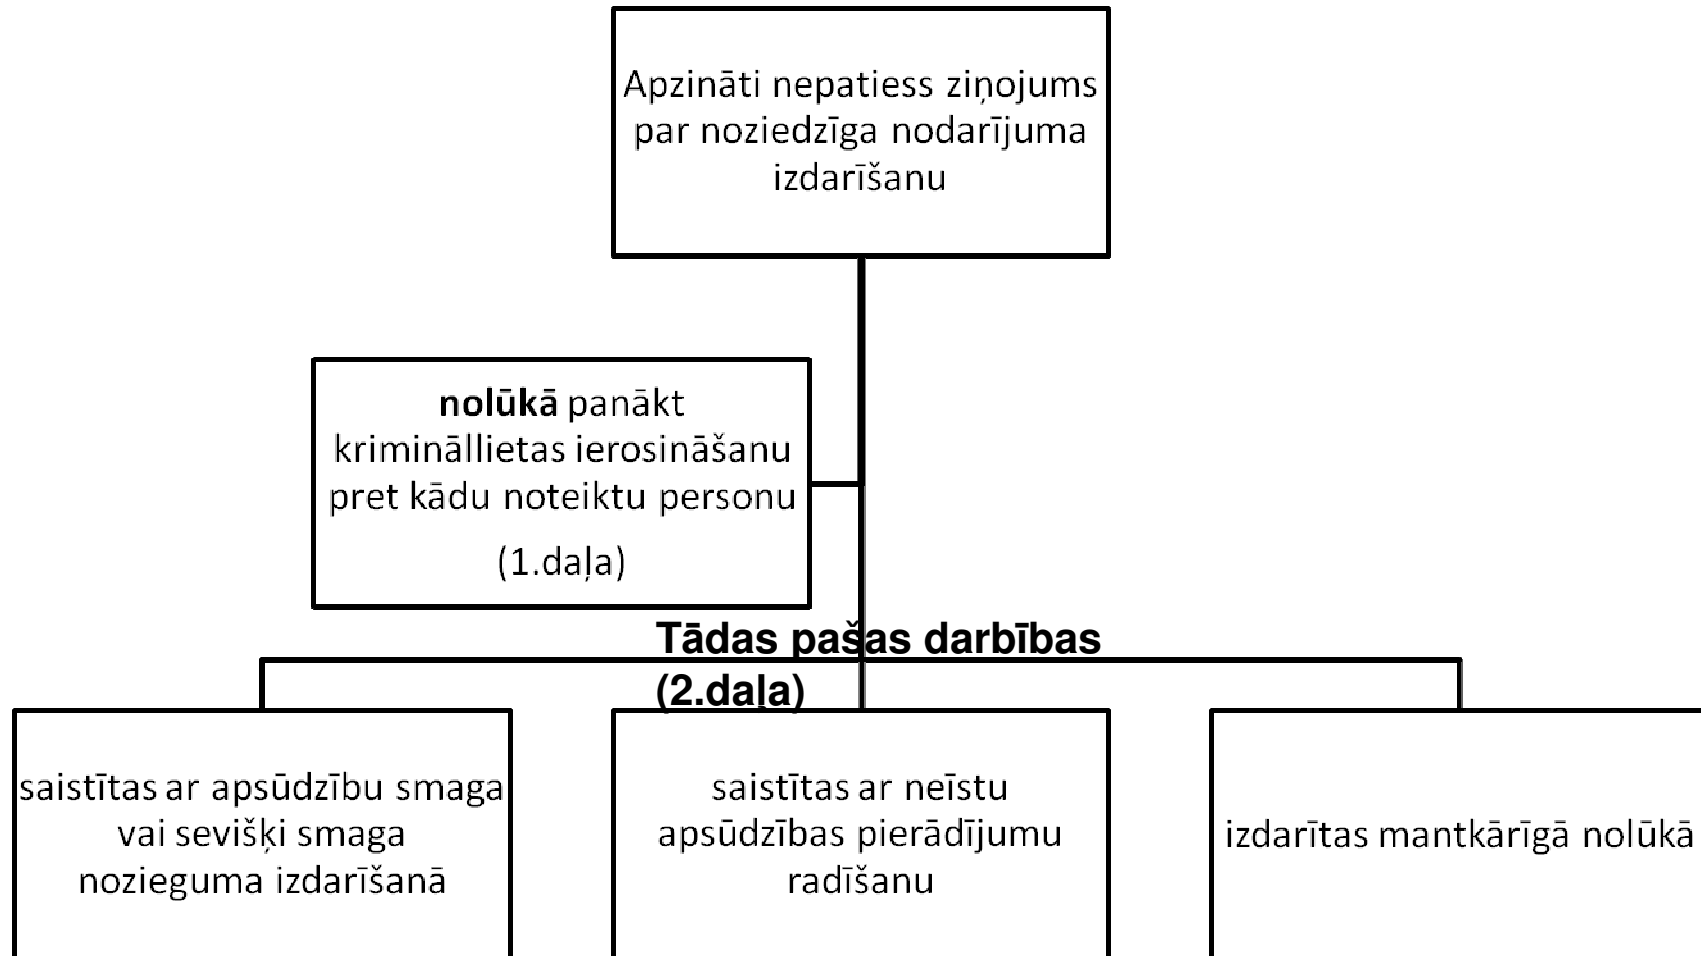 Apzināti nepatiess ziņojums
par noziedzīga nodarījuma
izdarīšanu
nolūkā panākt
krimināllietas ierosināšanu
pret kādu noteiktu personu
(1.daļa)
Tādas pašas darbības
(2.daļa)
saistītas ar apsūdzību smaga
vai sevišķi smaga
nozieguma izdarīšanā
saistītas ar neīstu
apsūdzības pierādījumu
radīšanu
izdarītas mantkārīgā nolūkā